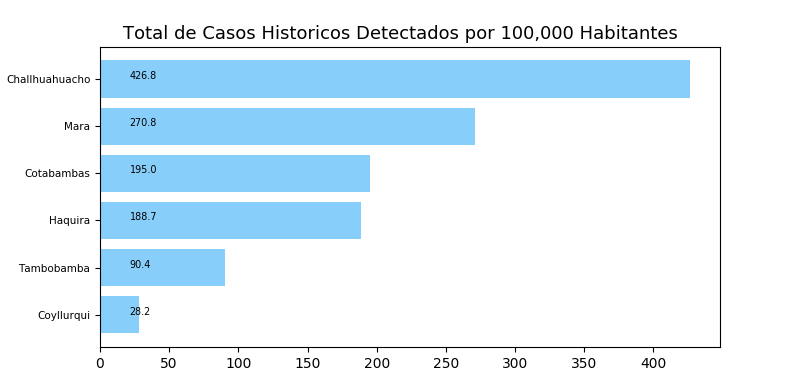 Total de Casos Historicos Detectados por 100,000 Habitantes
Challhuahuacho 426.8
Mara 270.8
Cotabambas 195.0
Haquira 188.7
Tambobamba 90.4
Coyllurqui 28.2
0 50 100 150 200 250 300 350 400